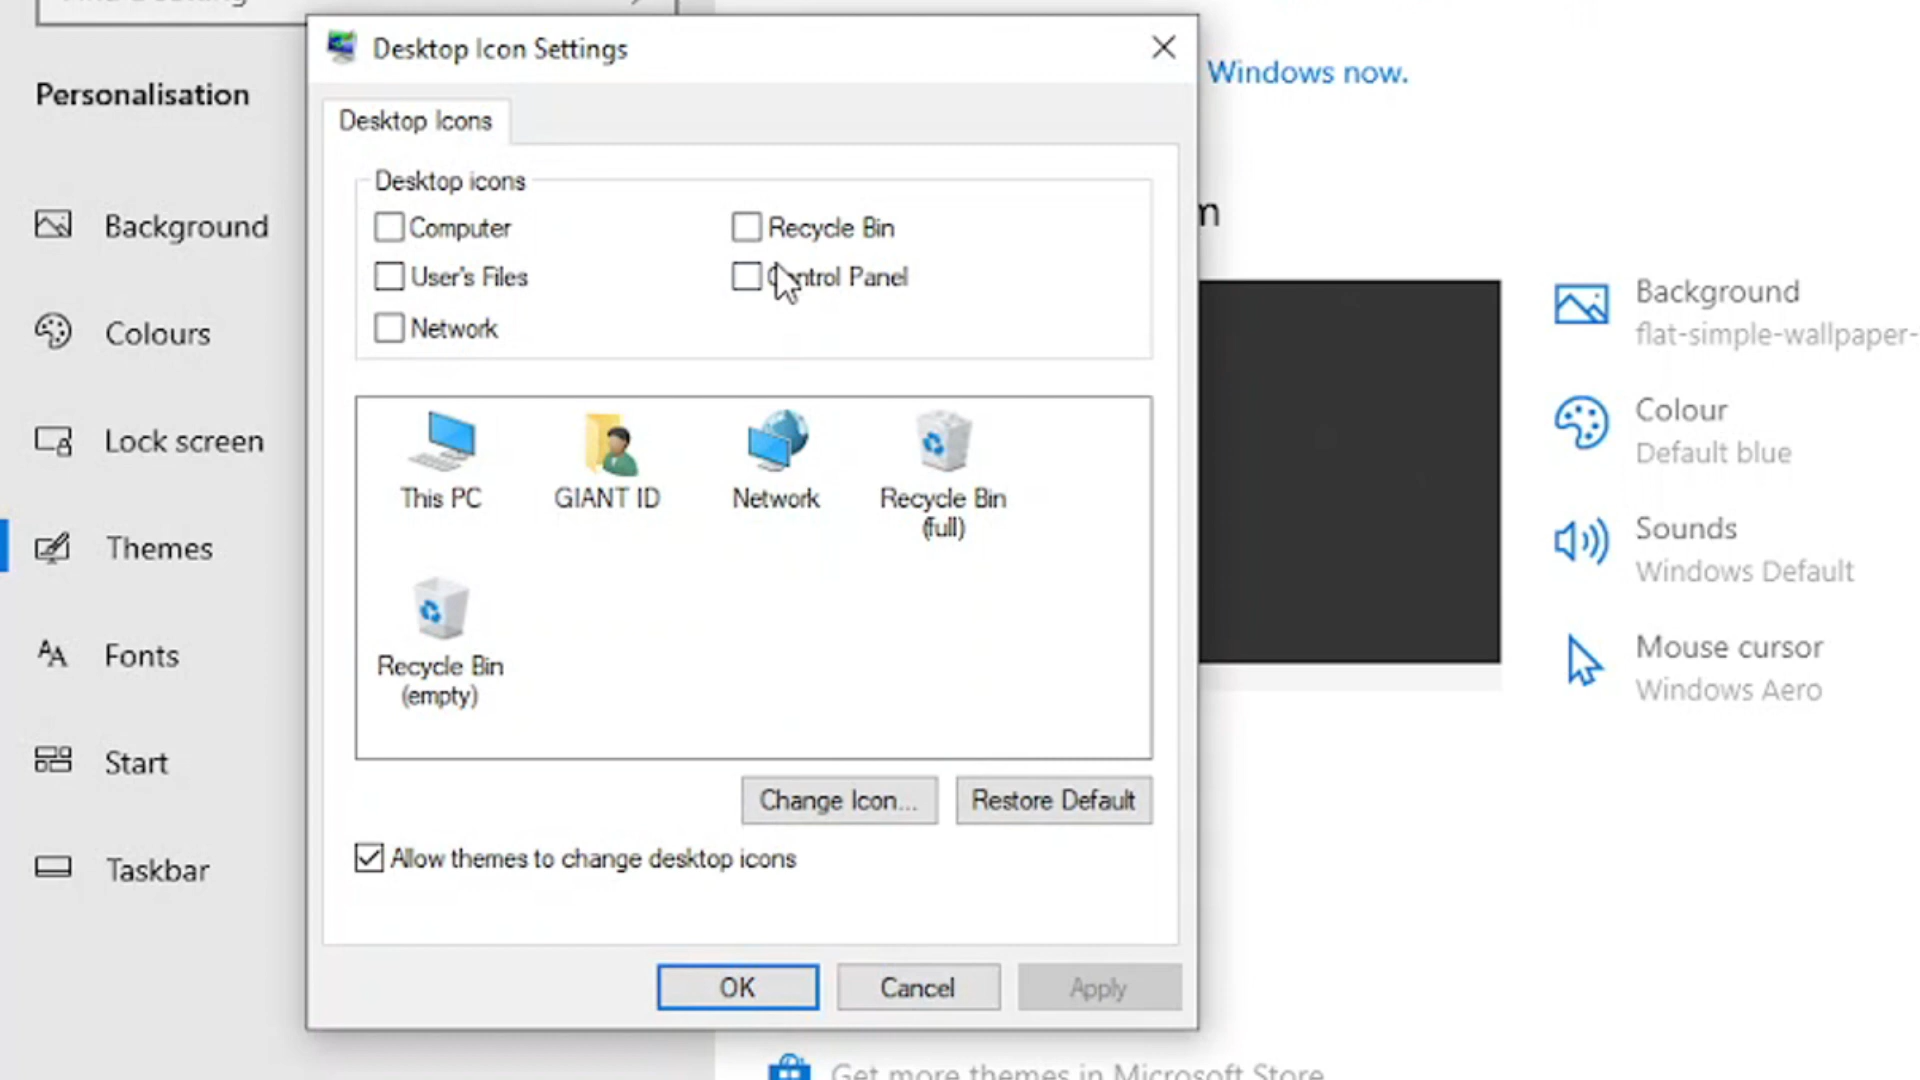 Desktop Icon Settings
Windows now.
Personalisation
Desktop Icons
Desktop icons
Computer
Recycle Bin
User's Files
Control Panel
Network
Background
Colours
Lock screen
Themes
Fonts
Start
Taskbar
This PC
GIANT ID
Network
Recycle Bin
(full)
Recycle Bin
(empty)
Change Icon...
Restore Default
Allow themes to change desktop icons
OK
Cancel
Apply
m
Background
flat-simple-wallpaper-
Colour
Default blue
Sounds
Windows Default
Mouse cursor
Windows Aero
Get more themes in Microsoft Store